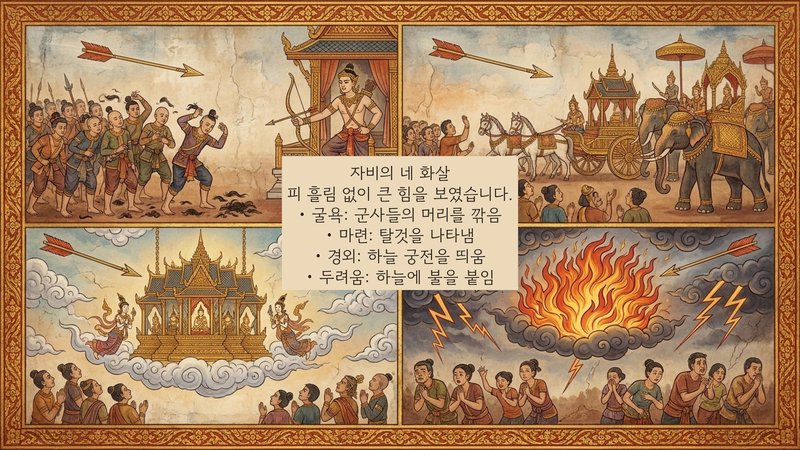 자비의 네 화살
피 흘림 없이 큰 힘을 보였습니다.
• 굴욕: 군사들의 머리를 깎음
• 마련: 탈것을 나타냄
• 경외: 하늘 궁전을 띄움
• 두려움: 하늘에 불을 붙임